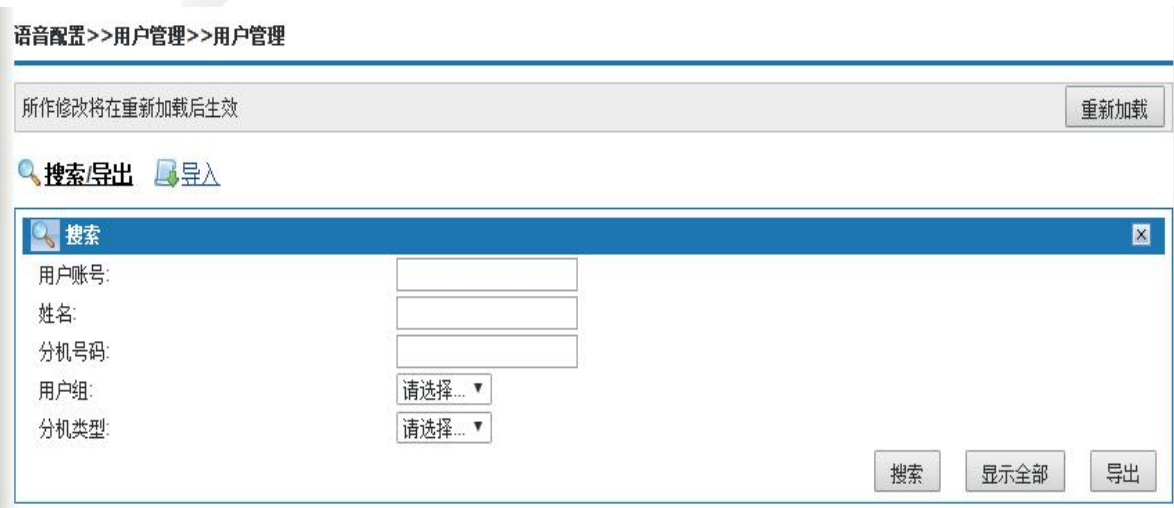 语音配置>>用户管理>>用户管理
所作修改将在重新加载后生效 重新加载
搜索/导出 导入
搜索
用户账号:
姓名:
分机号码:
用户组: 请选择...
分机类型: 请选择...
搜索 显示全部 导出